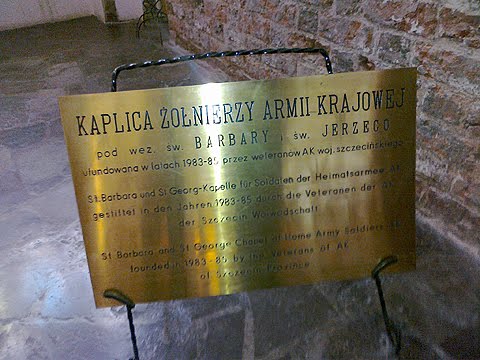 KAPLICA ŻOŁNIERZY ARMII KRAJOWEJ
pod wez. św. BARBARY i św. JERZEGO
ufundowana w latach 1983-85 przez weteranów AK woj. szczecińskiego
St. Barbara und St Georg-Kapelle für Soldaten der Heimatsarmee AK
gestiftet in den Jahren 1983-85 durch die Veteranen der AK
der Szczecin Woiwodschaft
St Barbara and St George Chapel of Home Army Soldiers AK
founded in 1983-85 by the Veterans of AK
of Szczecin Province